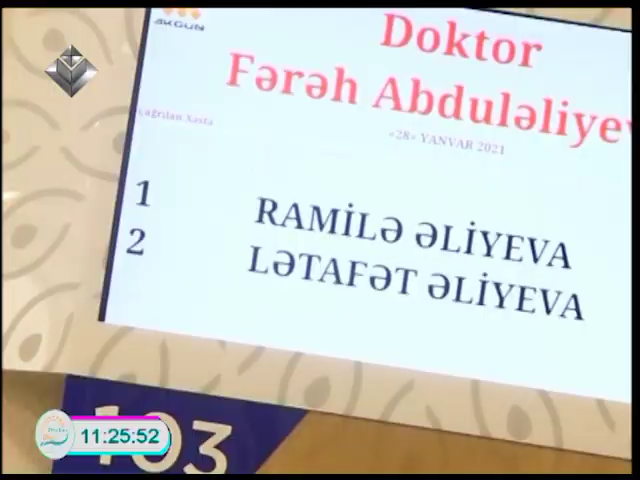 AKGÜN
Doktor
Fərəh Abduləliyev
Çağrılan Xəstə
«28» YANVAR 2021
1 RAMİLƏ ƏLİYEVA
2 LƏTAFƏT ƏLİYEVA
103
11:25:52